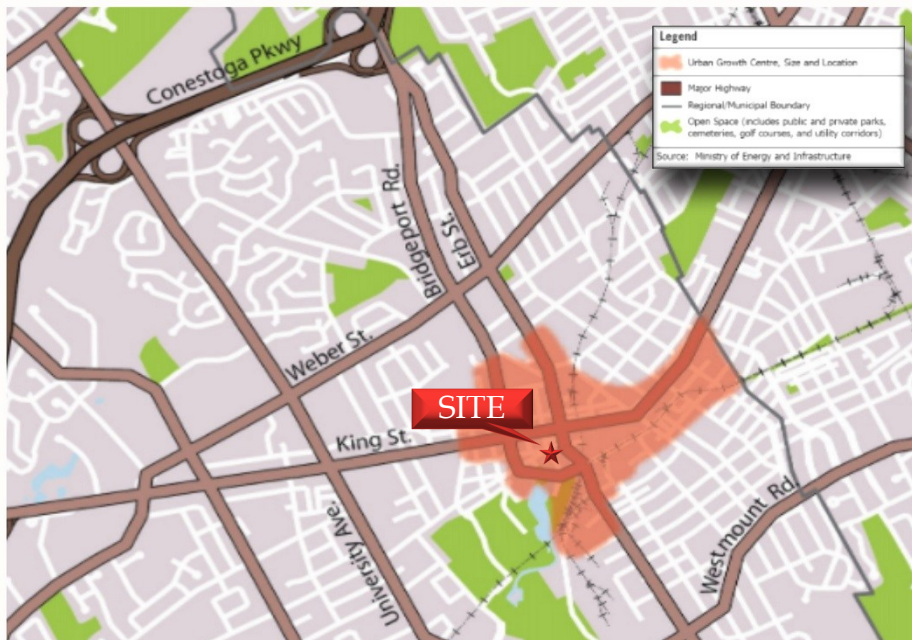 Legend
Urban Growth Centre, Size and Location
Major Highway
Regional/Municipal Boundary
Open Space (includes public and private parks,
cemeteries, golf courses, and utility corridors)
Source: Ministry of Energy and Infrastructure
Conestoga Pkwy
Bridgeport Rd.
Erb St.
Weber St.
SITE
King St.
University Ave.
Westmount Rd.